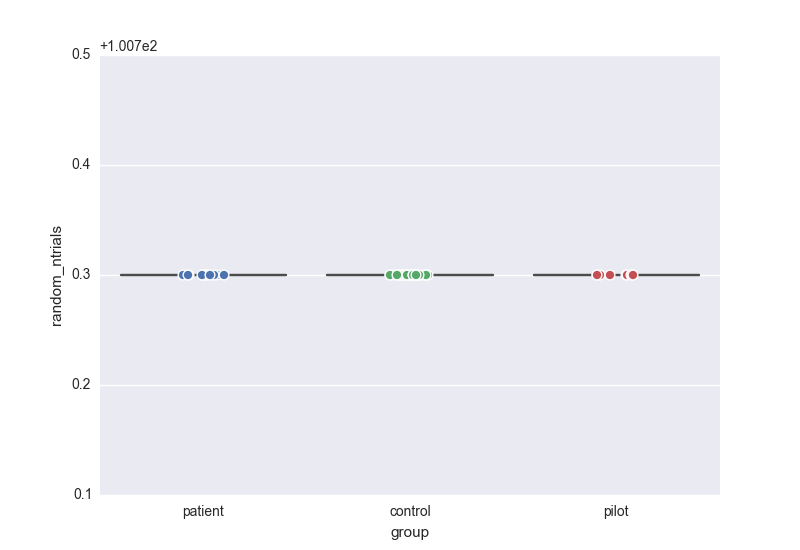 +1.007e2
0.5
0.4
0.3
0.2
0.1
random_ntrials
patient control pilot
group